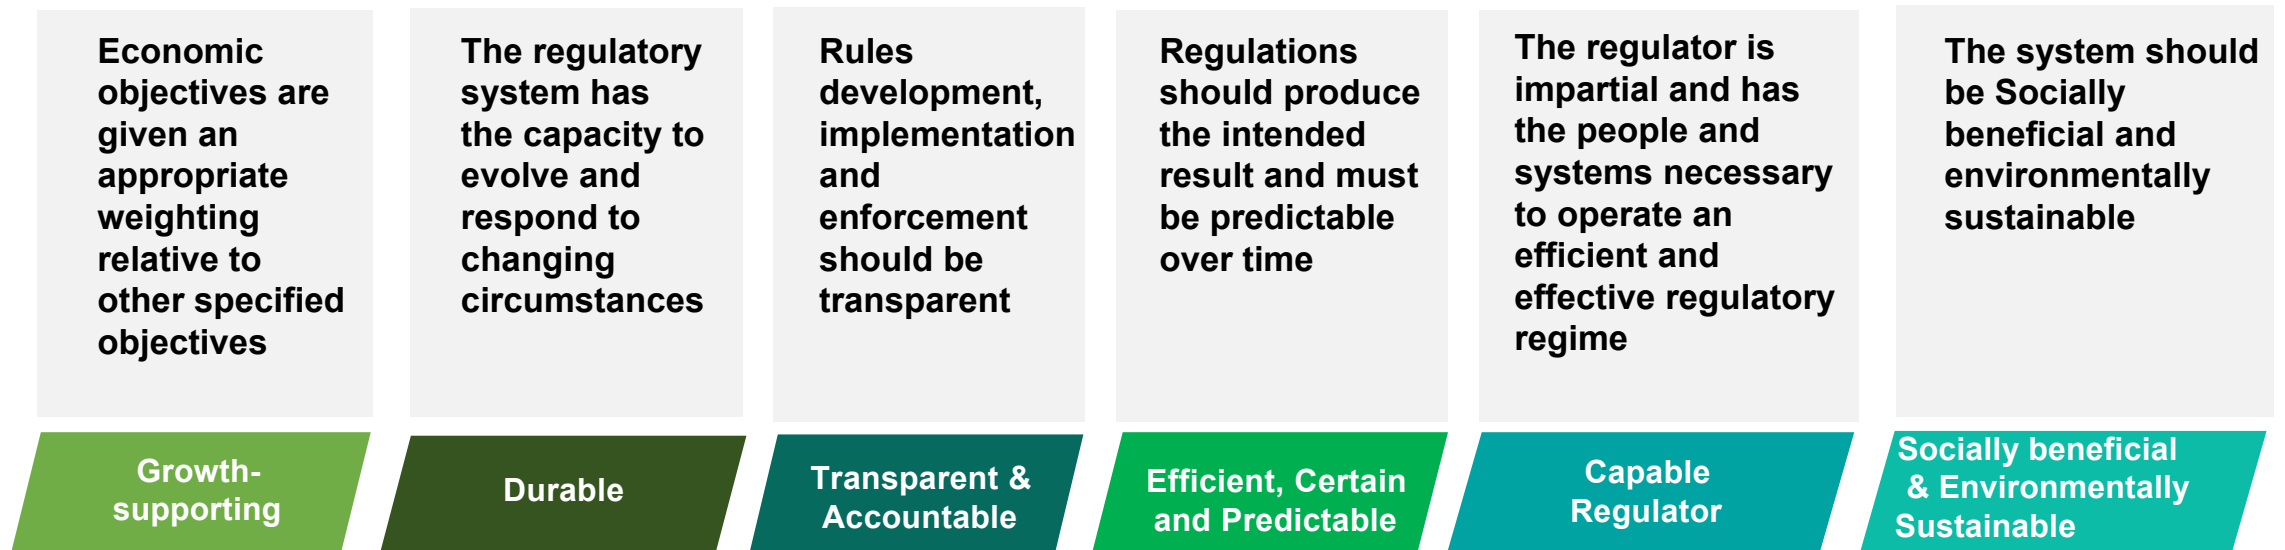 Economic
objectives are
given an
appropriate
weighting
relative to
other specified
objectives
Growth-
supporting
The regulatory
system has
the capacity to
evolve and
respond to
changing
circumstances
Durable
Rules
development,
implementation
and
enforcement
should be
transparent
Transparent &
Accountable
Regulations
should produce
the intended
result and must
be predictable
over time
Efficient, Certain
and Predictable
The regulator is
impartial and has
the people and
systems necessary
to operate an
efficient and
effective regulatory
regime
Capable
Regulator
The system should
be Socially
beneficial and
environmentally
sustainable
Socially beneficial
& Environmentally
Sustainable